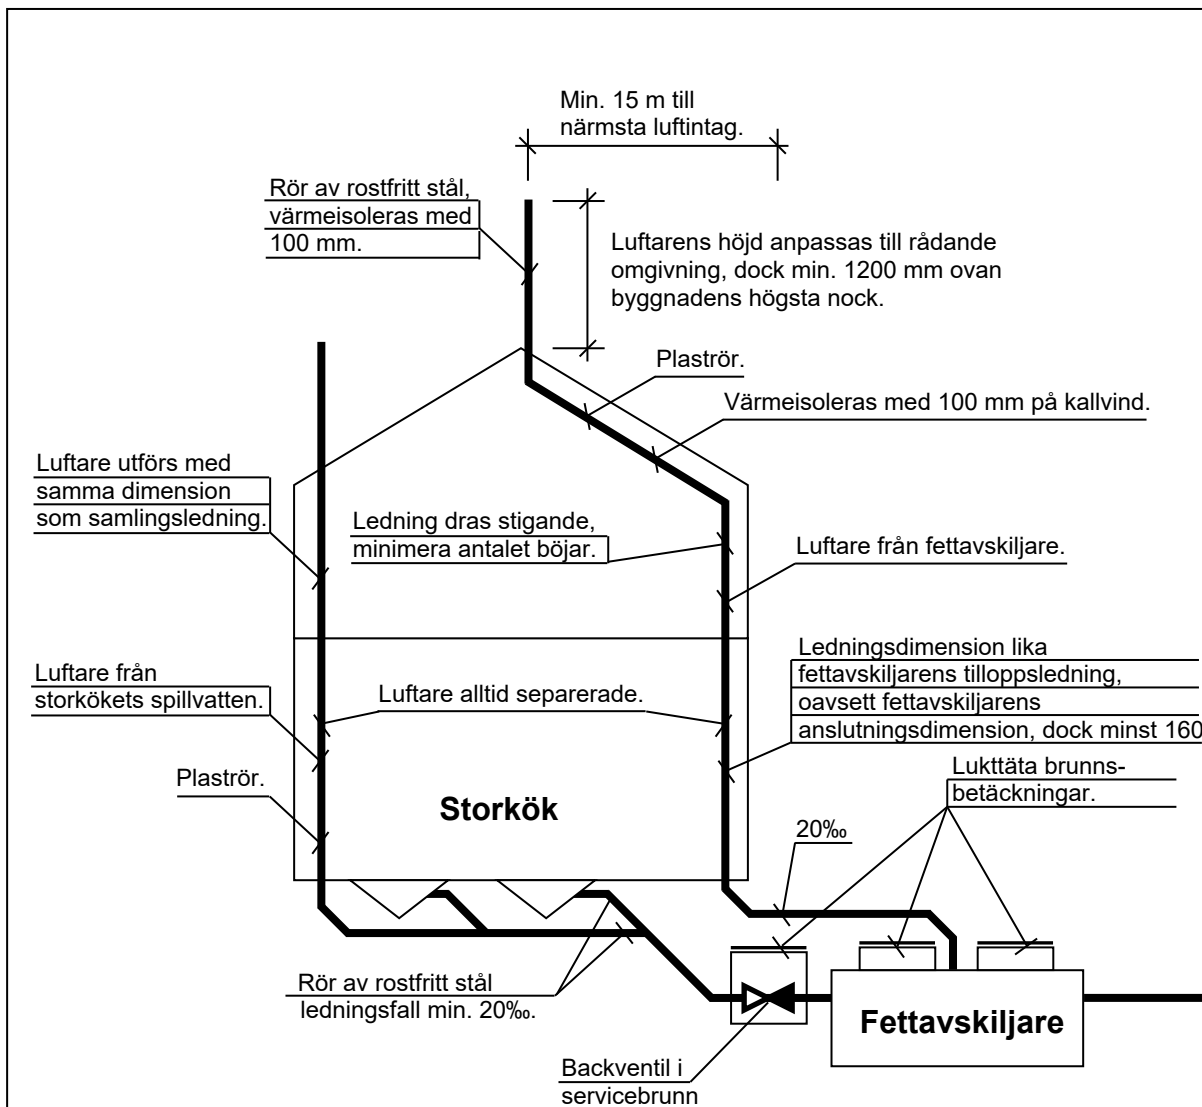 Min. 15 m till
närmsta luftintag.
Rör av rostfritt stål,
värmeisoleras med
100 mm.
Luftarens höjd anpassas till rådande
omgivning, dock min. 1200 mm ovan
byggnadens högsta nock.
Plaströr.
Värmeisoleras med 100 mm på kallvind.
Luftare utförs med
samma dimension
som samlingsledning.
Ledning dras stigande,
minimera antalet böjar.
Luftare från fettavskiljare.
Luftare från
storkökets spillvatten.
Luftare alltid separerade.
Ledningsdimension lika
fettavskiljarens tilloppsledning,
oavsett fettavskiljarens
anslutningsdimension, dock minst 160
Plaströr.
Storkök
Lukttäta brunns-
betäckningar.
20‰
Rör av rostfritt stål
ledningsfall min. 20‰.
Fettavskiljare
Backventil i
servicebrunn